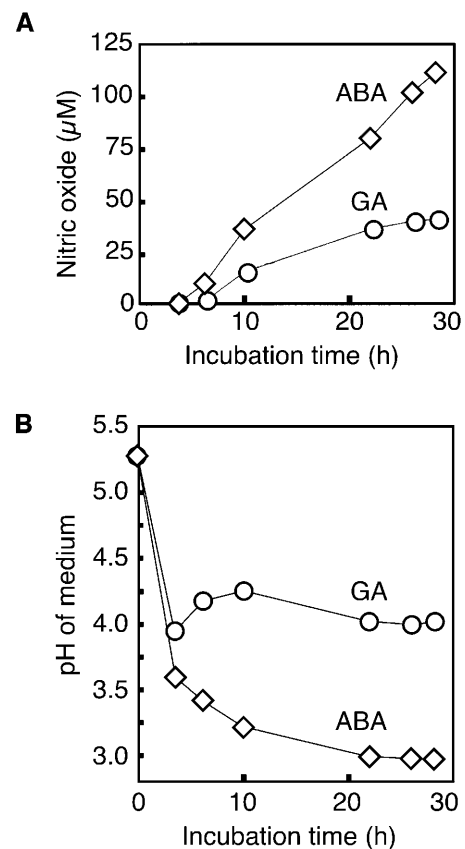 A
125
100
75
50
25
0
Nitric oxide (µM)
ABA
GA
0 10 20 30
Incubation time (h)
B
5.5
5.0
4.5
4.0
3.5
3.0
pH of medium
GA
ABA
0 10 20 30
Incubation time (h)